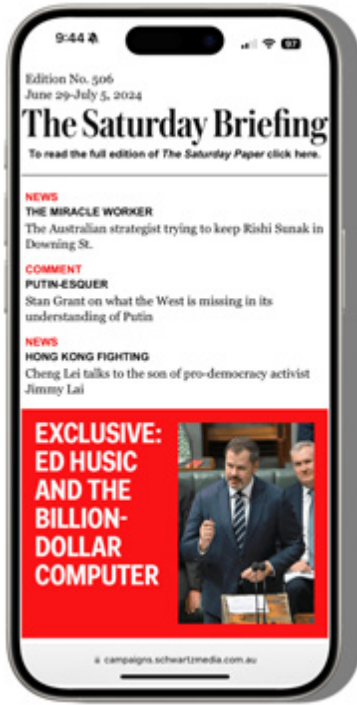 9:44
97
Edition No. 506
June 29-July 5, 2024
The Saturday Briefing
To read the full edition of The Saturday Paper click here.
NEWS
THE MIRACLE WORKER
The Australian strategist trying to keep Rishi Sunak in
Downing St.
COMMENT
PUTIN-ESQUER
Stan Grant on what the West is missing in its
understanding of Putin
NEWS
HONG KONG FIGHTING
Cheng Lei talks to the son of pro-democracy activist
Jimmy Lai
EXCLUSIVE:
ED HUSIC
AND THE
BILLION-
DOLLAR
COMPUTER
campaigns.schwartzmedia.com.au